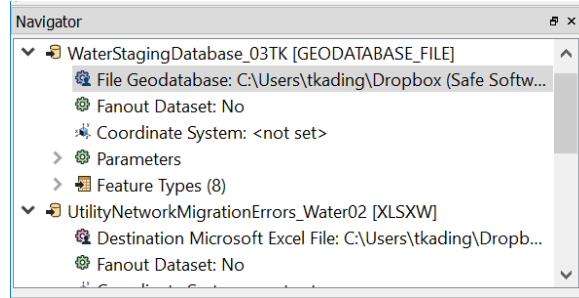 Navigator
WaterStagingDatabase_03TK [GEODATABASE_FILE]
File Geodatabase: C:\Users\tkading\Dropbox (Safe Softw...
Fanout Dataset: No
Coordinate System: <not set>
Parameters
Feature Types (8)
UtilityNetworkMigrationErrors_Water02 [XLSXW]
Destination Microsoft Excel File: C:\Users\tkading\Dropb...
Fanout Dataset: No